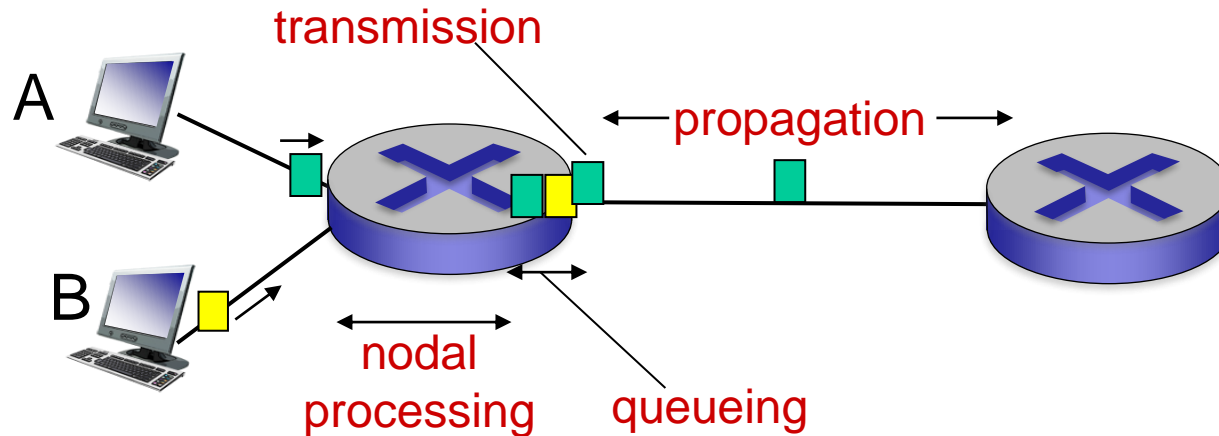 transmission
A
propagation
B
nodal
processing
queueing